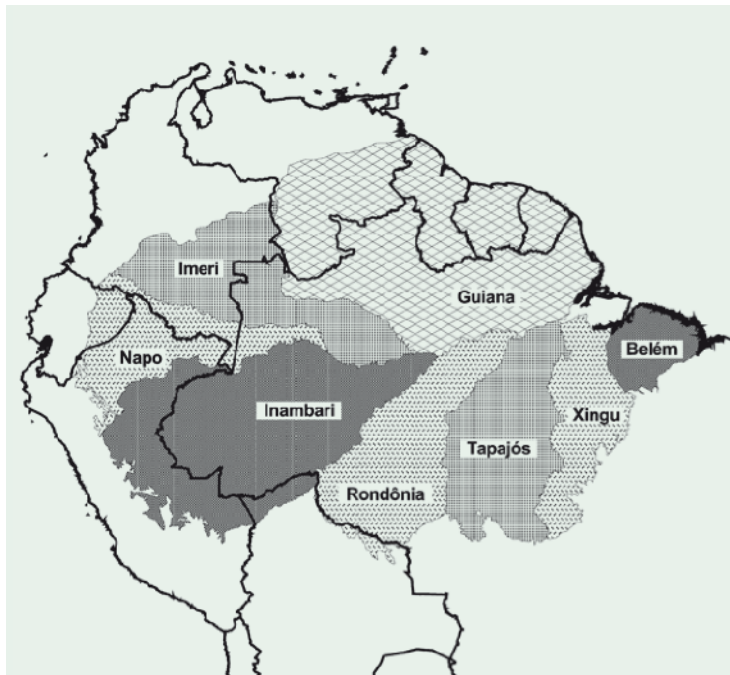 Imeri
Guiana
Napo
Belém
Inambari
Xingu
Tapajós
Rondônia